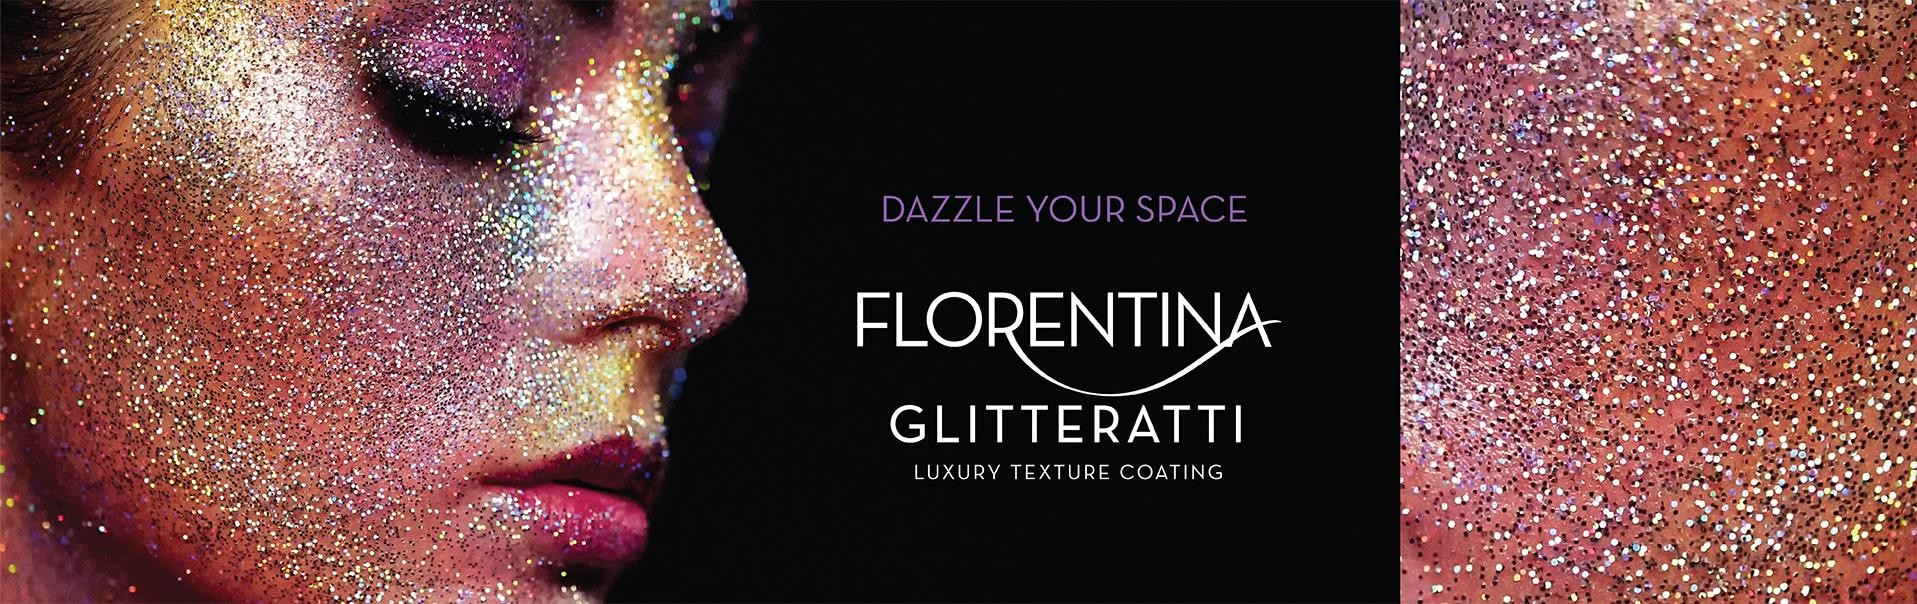 DAZZLE YOUR SPACE
FLORENTINA
GLITTERATTI
LUXURY TEXTURE COATING